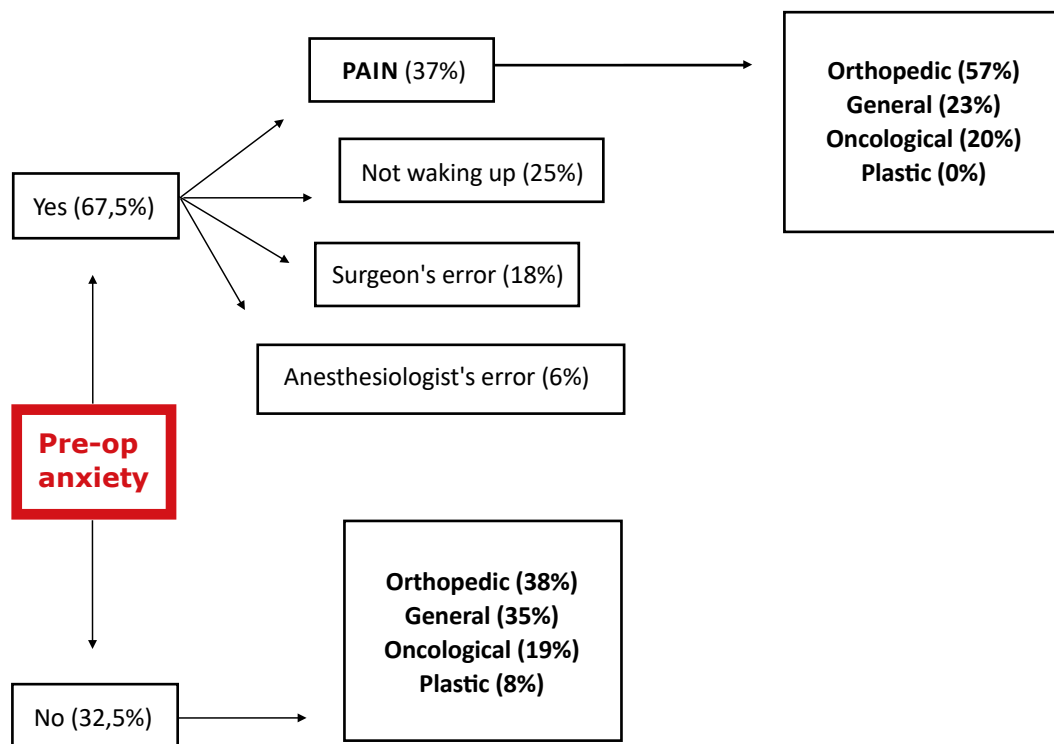 PAIN (37%)
Orthopedic (57%)
General (23%)
Oncological (20%)
Plastic (0%)
Not waking up (25%)
Yes (67,5%)
Surgeon's error (18%)
Anesthesiologist's error (6%)
Pre-op
anxiety
Orthopedic (38%)
General (35%)
Oncological (19%)
Plastic (8%)
No (32,5%)